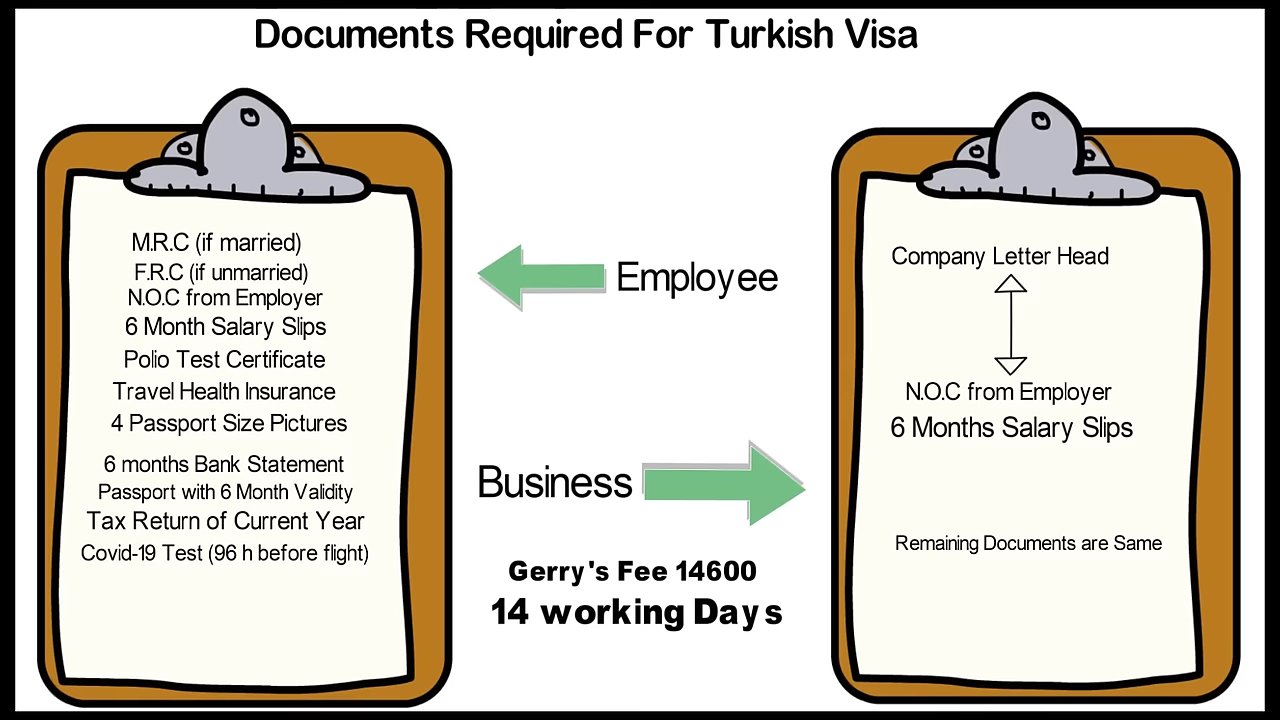 Documents Required For Turkish Visa
M.R.C (if married)
F.R.C (if unmarried)
N.O.C from Employer
6 Month Salary Slips
Polio Test Certificate
Travel Health Insurance
4 Passport Size Pictures
6 months Bank Statement
Passport with 6 Month Validity
Tax Return of Current Year
Covid-19 Test (96 h before flight)
Employee
Business
Gerry's Fee 14600
14 working Days
Company Letter Head
N.O.C from Employer
6 Months Salary Slips
Remaining Documents are Same